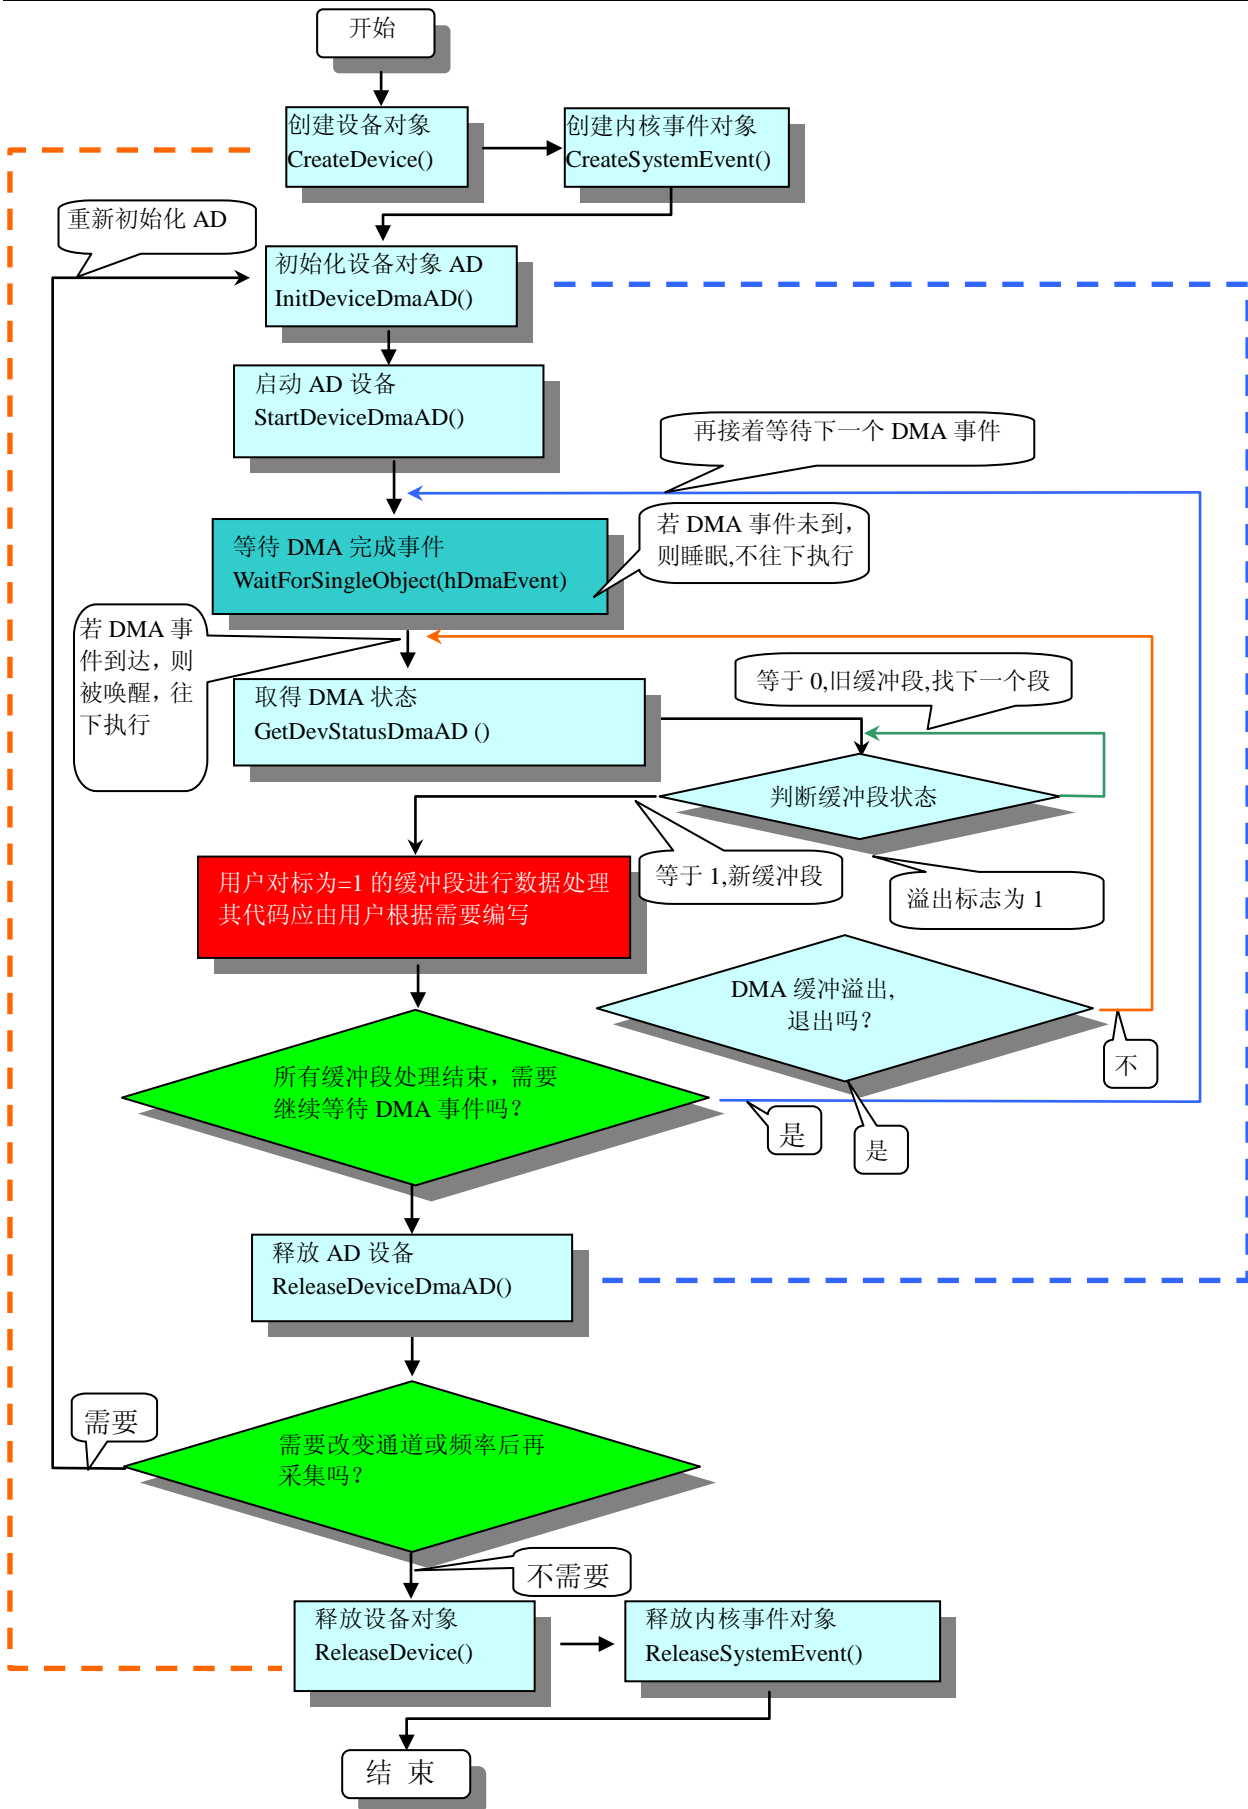 开始
创建设备对象
CreateDevice()
创建内核事件对象
CreateSystemEvent()
重新初始化 AD
初始化设备对象 AD
InitDeviceDmaAD()
启动 AD 设备
StartDeviceDmaAD()
再接着等待下一个 DMA 事件
等待 DMA 完成事件
WaitForSingleObject(hDmaEvent)
若 DMA 事件未到，
则睡眠,不往下执行
若 DMA 事
件到达，则
被唤醒，往
下执行
取得 DMA 状态
GetDevStatusDmaAD ()
等于 0,旧缓冲段,找下一个段
判断缓冲段状态
等于 1,新缓冲段
溢出标志为 1
用户对标为=1 的缓冲段进行数据处理
其代码应由用户根据需要编写
DMA 缓冲溢出,
退出吗？
不
所有缓冲段处理结束，需要
继续等待 DMA 事件吗？
是
是
释放 AD 设备
ReleaseDeviceDmaAD()
需要
需要改变通道或频率后再
采集吗？
不需要
释放设备对象
ReleaseDevice()
释放内核事件对象
ReleaseSystemEvent()
结 束